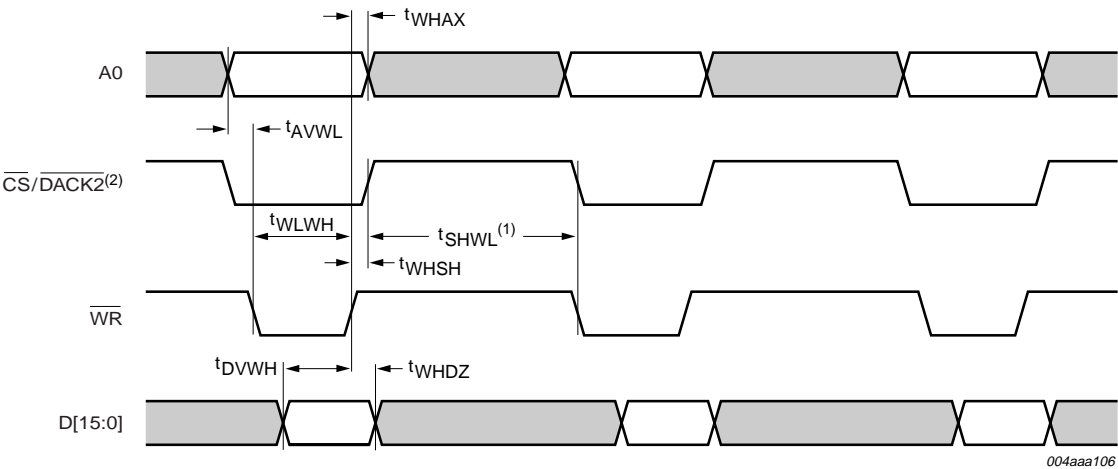 tWHAX
A0
tAVWL
CS/DACK2(2)
tWLWH
tSHWL(1)
tWHSH
WR
tDVWH
tWHDZ
D[15:0]
004aaa106